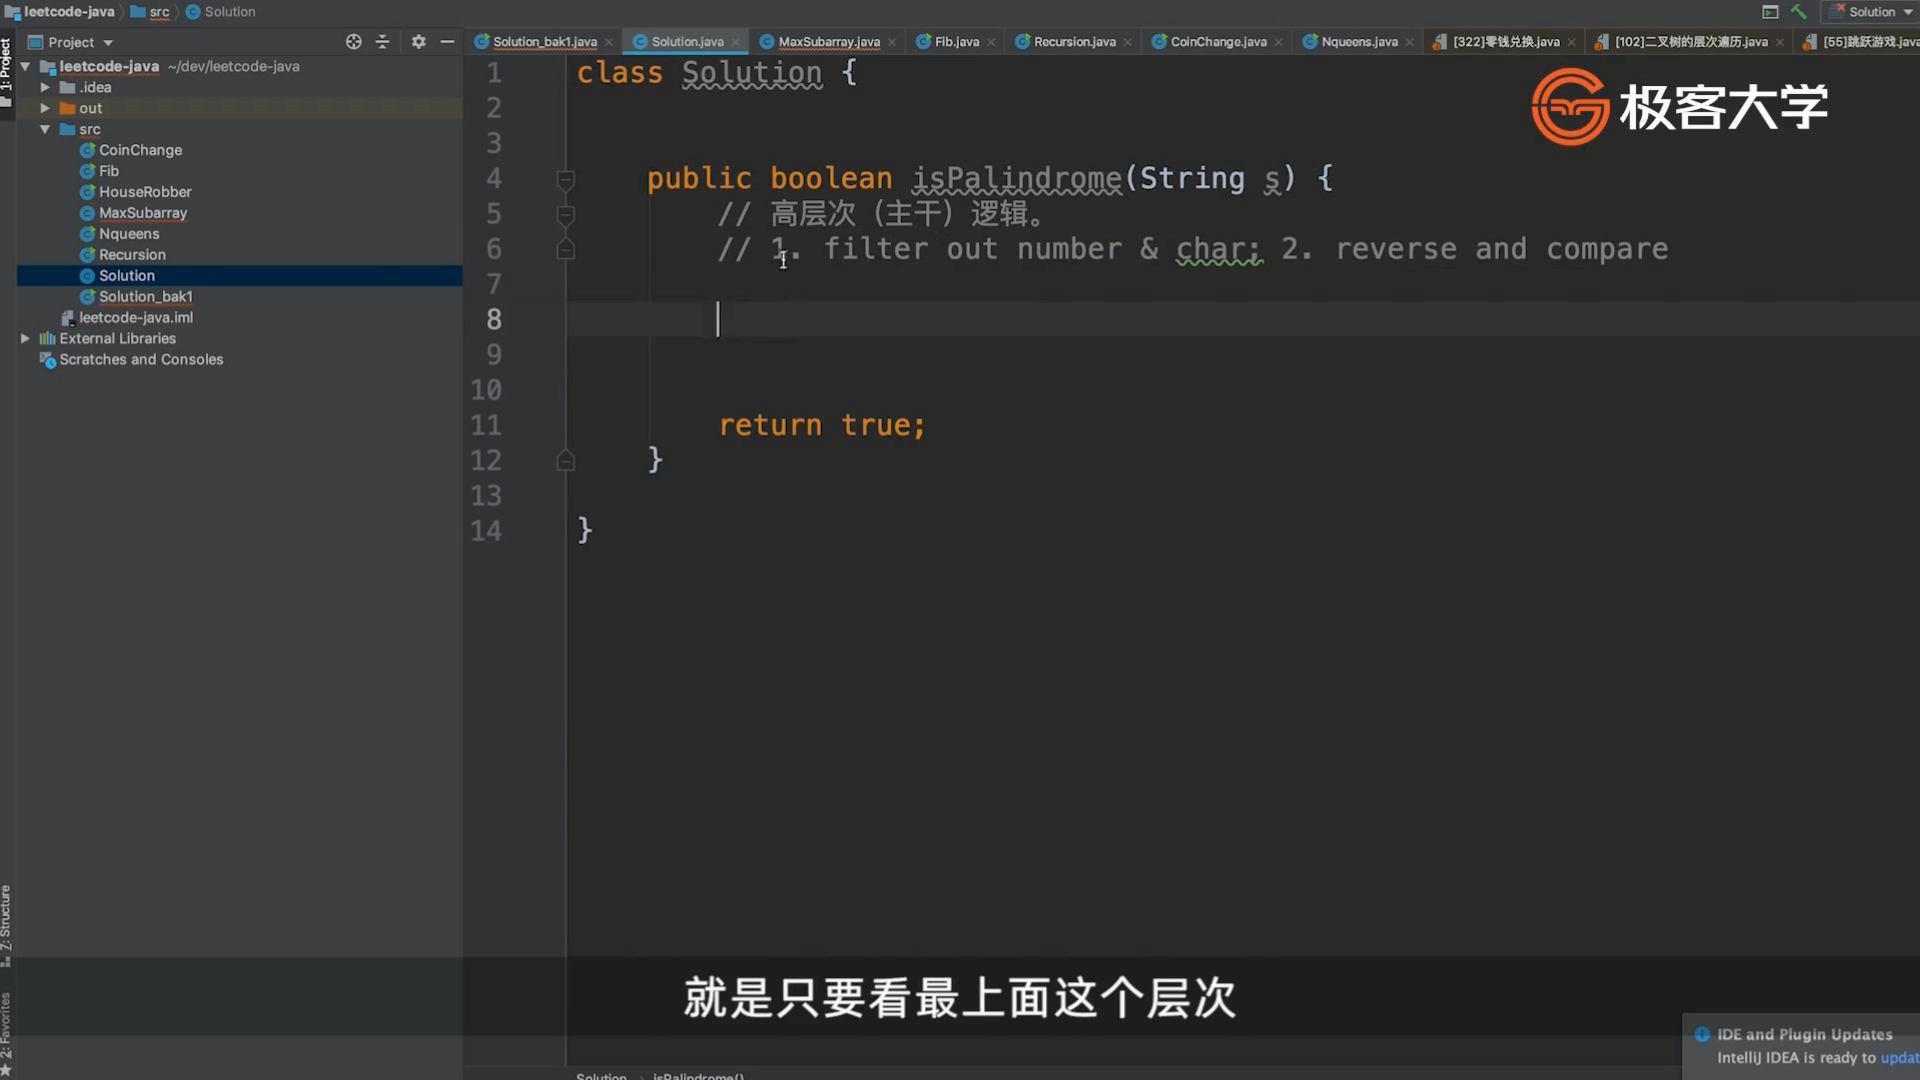 leetcode-java src Solution
Solution
Project
Solution_bak1.java Solution.java MaxSubarray.java Fib.java Recursion.java CoinChange.java Nqueens.java [322]零钱兑换.java [102]二叉树的层次遍历.java [55]跳跃游戏.java
1: Project
leetcode-java ~/dev/leetcode-java
.idea
out
src
CoinChange
Fib
HouseRobber
MaxSubarray
Nqueens
Recursion
Solution
Solution_bak1
leetcode-java.iml
External Libraries
Scratches and Consoles
极客大学
1 class Solution {
2
3
4 public boolean isPalindrome(String s) {
5 // 高层次（主干）逻辑。
6 // 1. filter out number & char; 2. reverse and compare
7
8
9
10
11 return true;
12 }
13
14 }
Z: Structure
2: Favorites
就是只要看最上面这个层次
IDE and Plugin Updates
IntelliJ IDEA is ready to updat
Solution isPalindrome()